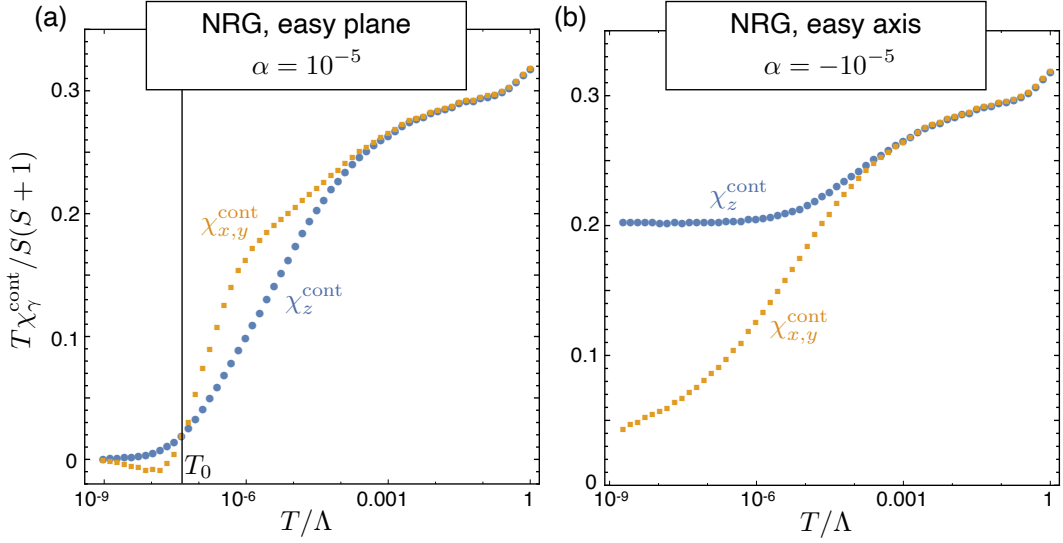 (a)
NRG, easy plane
α = 10⁻⁵
Tχ_γ^cont/S(S + 1)
0.3
0.2
0.1
0
χ_{x,y}^cont
χ_z^cont
T₀
10⁻⁹
10⁻⁶
0.001
1
T/Λ
(b)
NRG, easy axis
α = −10⁻⁵
0.3
0.2
0.1
0
χ_z^cont
χ_{x,y}^cont
10⁻⁹
10⁻⁶
0.001
1
T/Λ